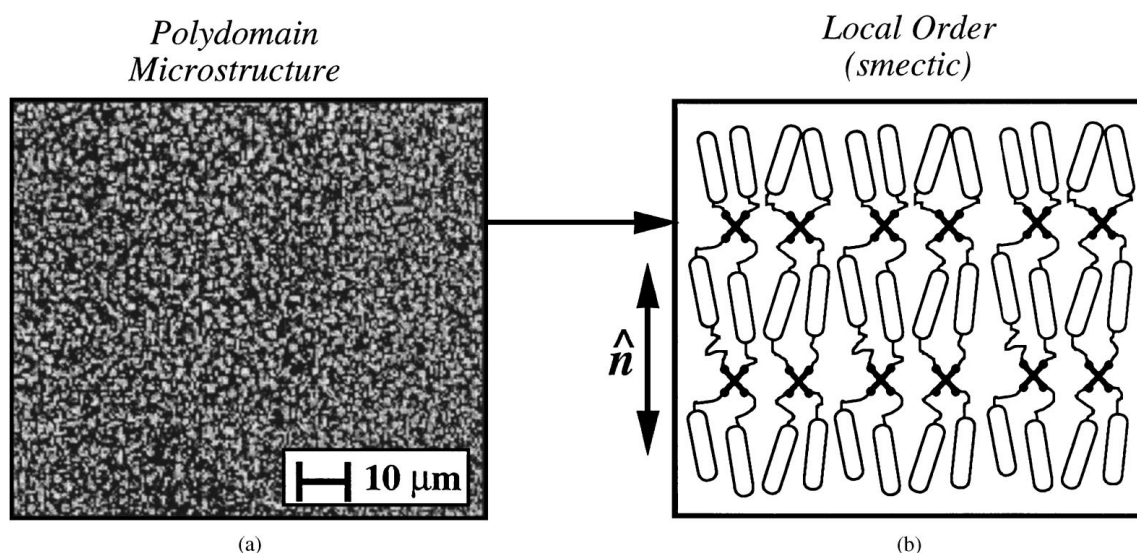 Polydomain
Microstructure
Local Order
(smectic)
n̂
10 μm
(a)
(b)